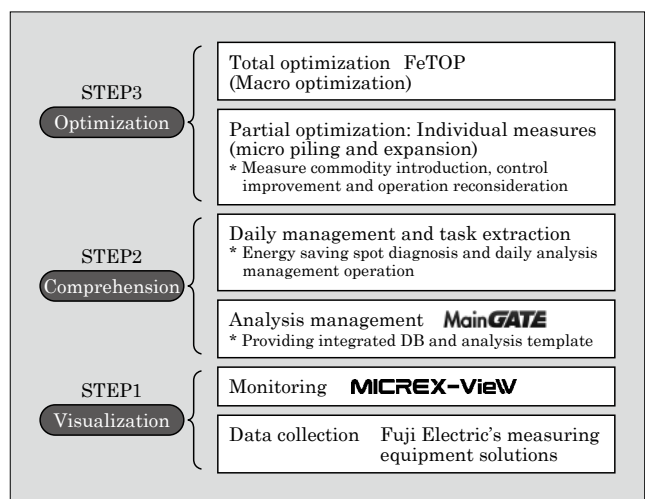 STEP3
Optimization
Total optimization FeTOP
(Macro optimization)
Partial optimization: Individual measures
(micro piling and expansion)
* Measure commodity introduction, control
improvement and operation reconsideration
STEP2
Comprehension
Daily management and task extraction
* Energy saving spot diagnosis and daily analysis
management operation
Analysis management MainGATE
* Providing integrated DB and analysis template
STEP1
Visualization
Monitoring MICREX-VieW
Data collection Fuji Electric's measuring
equipment solutions